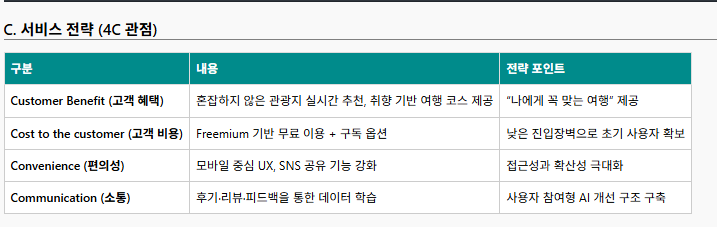 C. 서비스 전략 (4C 관점)
구분 내용 전략 포인트
Customer Benefit (고객 혜택) 혼잡하지 않은 관광지 실시간 추천, 취향 기반 여행 코스 제공 “나에게 꼭 맞는 여행” 제공
Cost to the customer (고객 비용) Freemium 기반 무료 이용 + 구독 옵션 낮은 진입장벽으로 초기 사용자 확보
Convenience (편의성) 모바일 중심 UX, SNS 공유 기능 강화 접근성과 확산성 극대화
Communication (소통) 후기·리뷰·피드백을 통한 데이터 학습 사용자 참여형 AI 개선 구조 구축